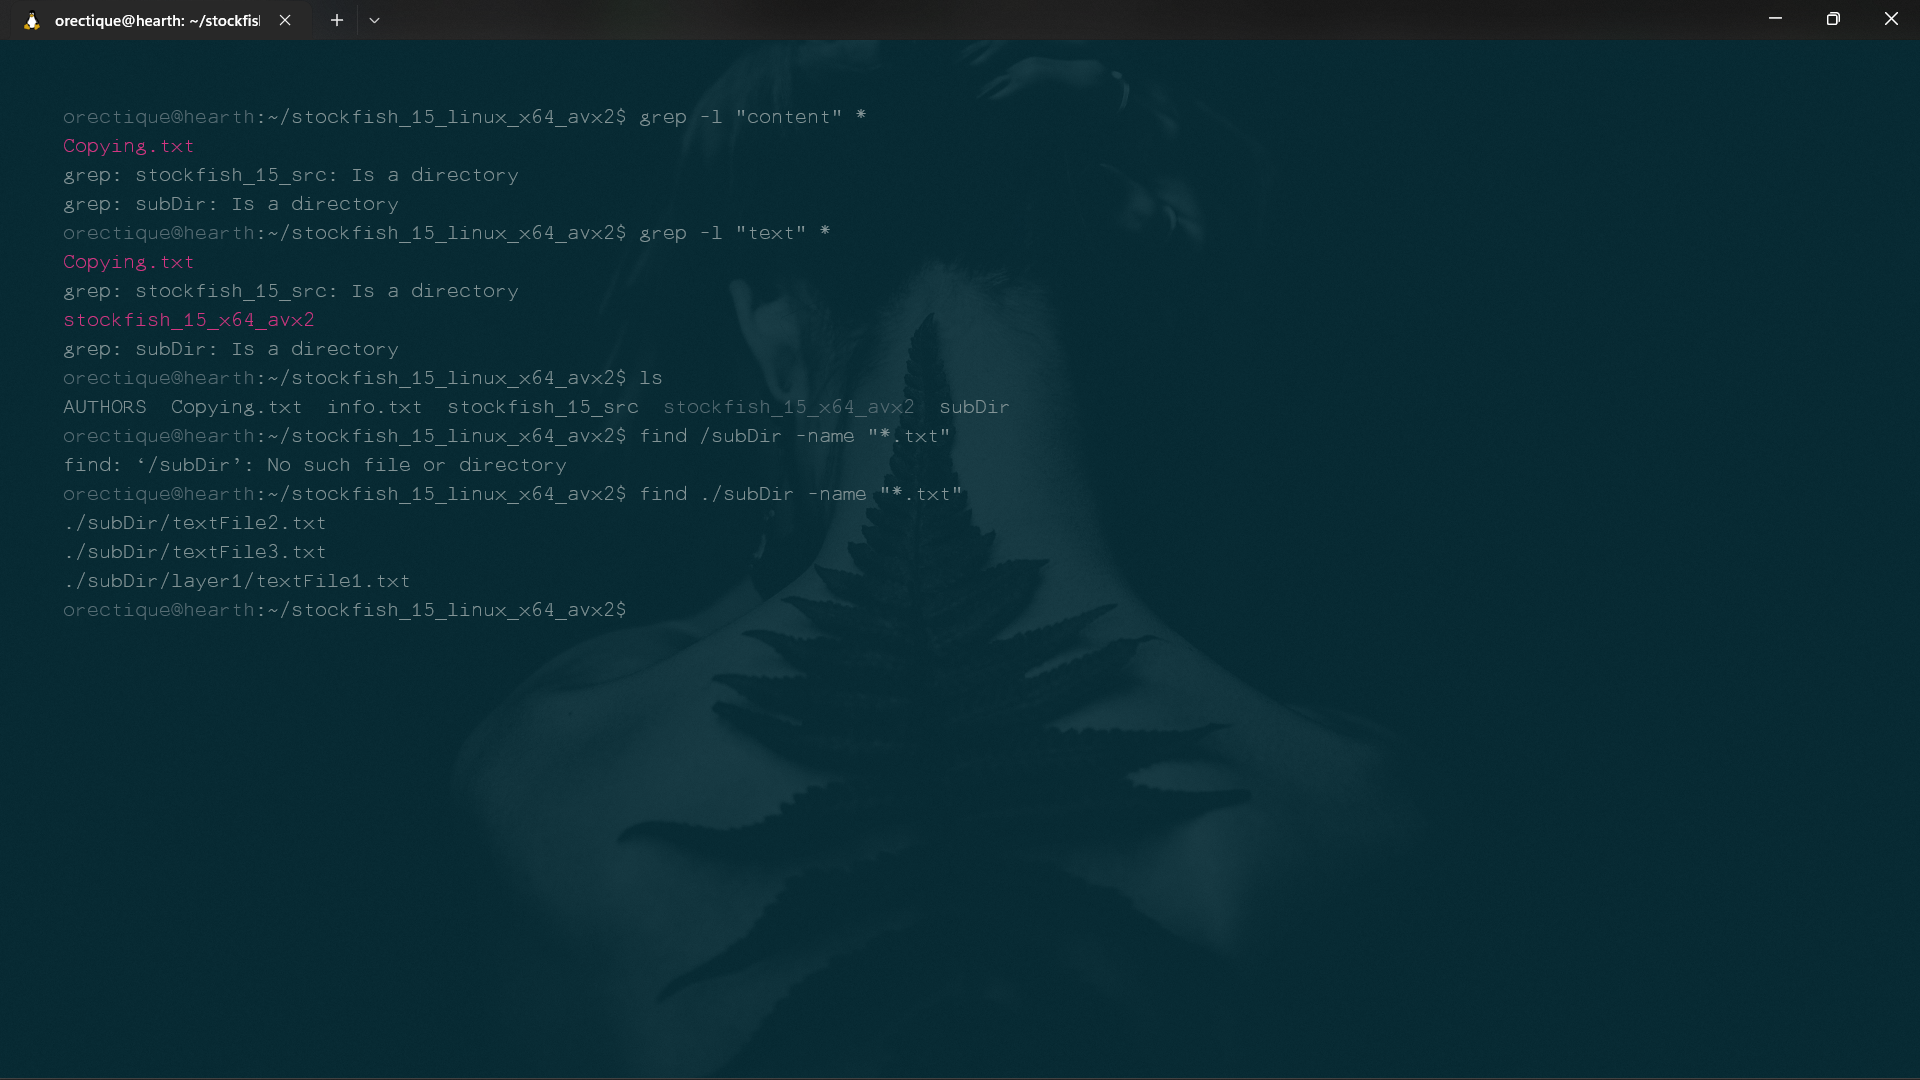 orectique@hearth: ~/stockfis
orectique@hearth:~/stockfish_15_linux_x64_avx2$ grep -l "content" *
Copying.txt
grep: stockfish_15_src: Is a directory
grep: subDir: Is a directory
orectique@hearth:~/stockfish_15_linux_x64_avx2$ grep -l "text" *
Copying.txt
grep: stockfish_15_src: Is a directory
stockfish_15_x64_avx2
grep: subDir: Is a directory
orectique@hearth:~/stockfish_15_linux_x64_avx2$ ls
AUTHORS  Copying.txt  info.txt  stockfish_15_src  stockfish_15_x64_avx2  subDir
orectique@hearth:~/stockfish_15_linux_x64_avx2$ find /subDir -name "*.txt"
find: ‘/subDir’: No such file or directory
orectique@hearth:~/stockfish_15_linux_x64_avx2$ find ./subDir -name "*.txt"
./subDir/textFile2.txt
./subDir/textFile3.txt
./subDir/layer1/textFile1.txt
orectique@hearth:~/stockfish_15_linux_x64_avx2$